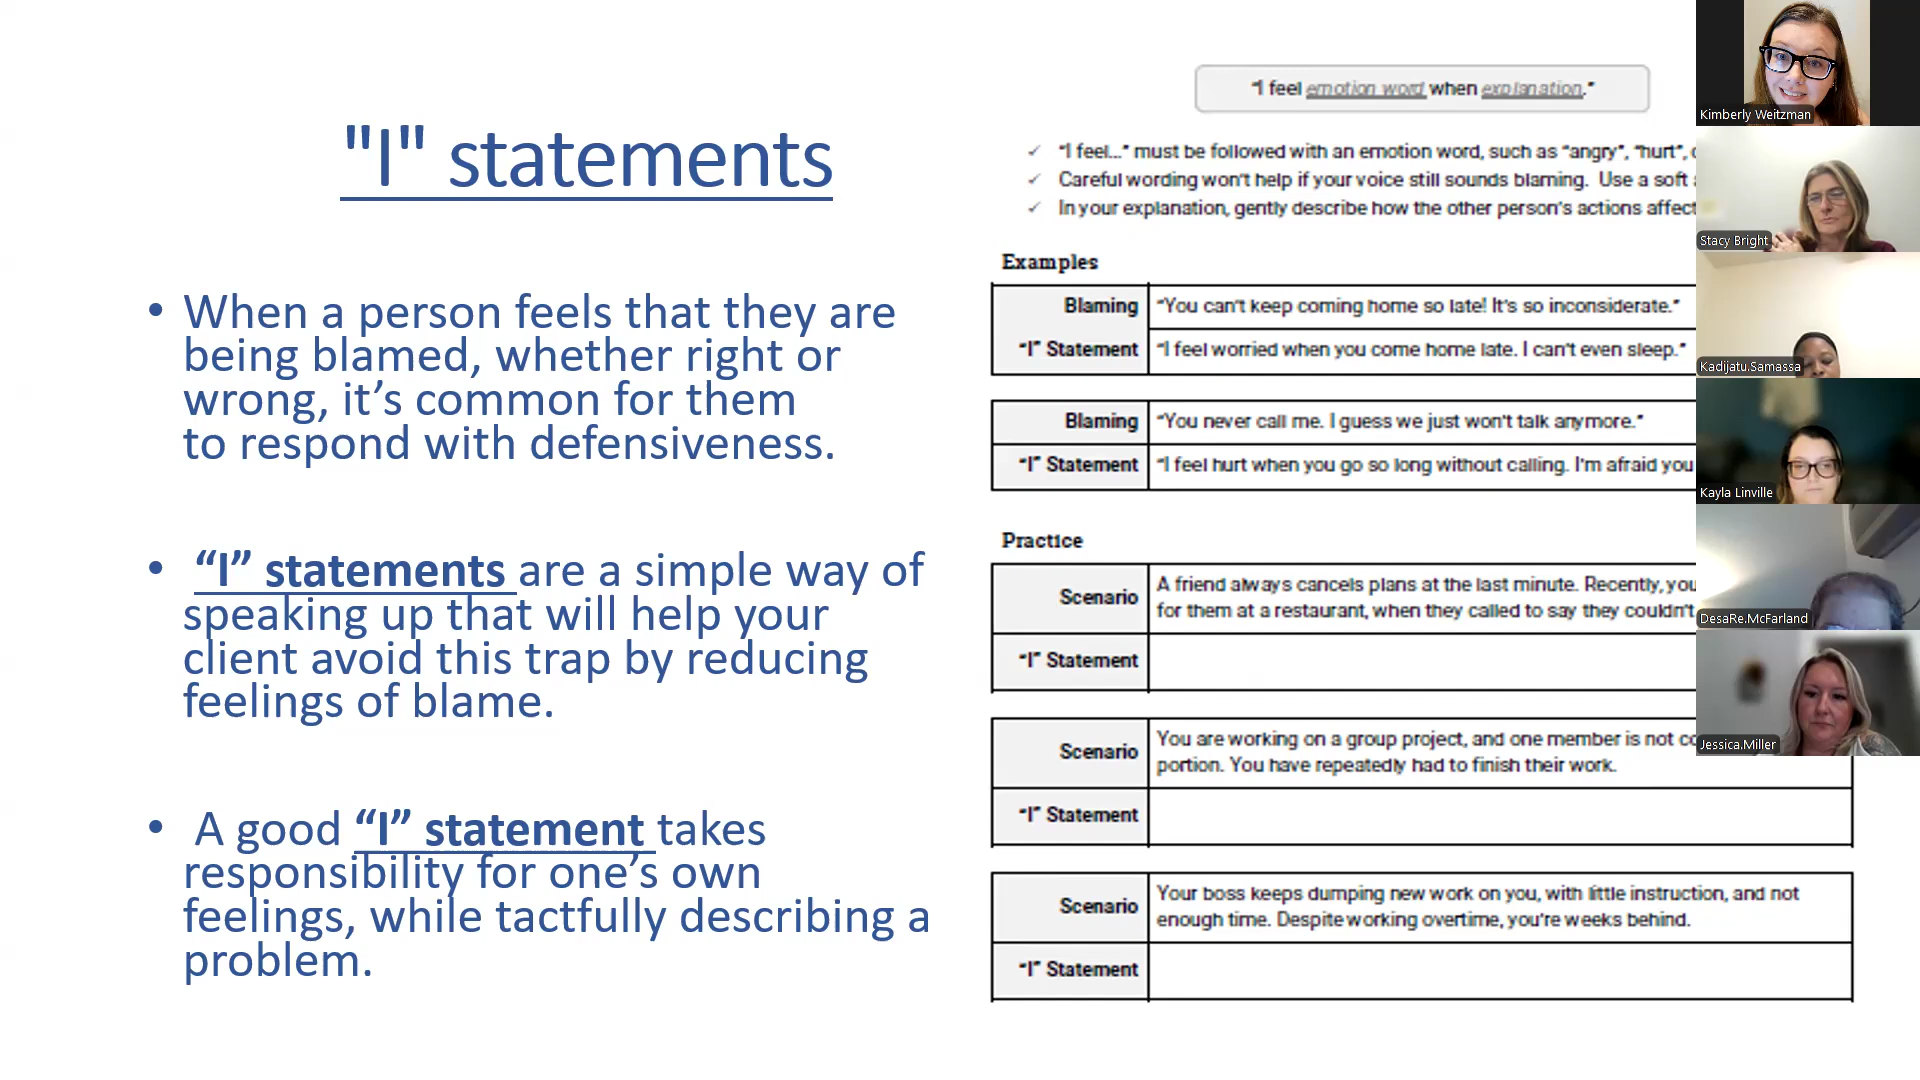 "I" statements
• When a person feels that they are
being blamed, whether right or
wrong, it’s common for them
to respond with defensiveness.
• “I” statements are a simple way of
speaking up that will help your
client avoid this trap by reducing
feelings of blame.
• A good “I” statement takes
responsibility for one’s own
feelings, while tactfully describing a
problem.
“I feel emotion word when explanation.”
✓ “I feel...” must be followed with an emotion word, such as “angry”, “hurt”,
✓ Careful wording won’t help if your voice still sounds blaming. Use a soft
✓ In your explanation, gently describe how the other person’s actions affect
Examples
Blaming “You can’t keep coming home so late! It’s so inconsiderate.”
“I” Statement “I feel worried when you come home late. I can’t even sleep.”
Blaming “You never call me. I guess we just won’t talk anymore.”
“I” Statement “I feel hurt when you go so long without calling. I’m afraid you
Practice
Scenario A friend always cancels plans at the last minute. Recently, you
for them at a restaurant, when they called to say they couldn’t
“I” Statement
Scenario You are working on a group project, and one member is not
portion. You have repeatedly had to finish their work.
“I” Statement
Scenario Your boss keeps dumping new work on you, with little instruction, and not
enough time. Despite working overtime, you’re weeks behind.
“I” Statement
Kimberly Weitzman
Stacy Bright
Kadijatu.Samassa
Kayla Linville
DesaRe.McFarland
Jessica.Miller